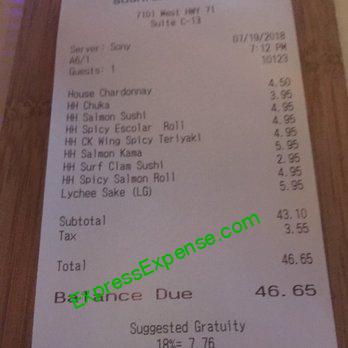 7101 West HWY 71
Suite C-13
07/19/2018
Server: Sony 7:12 PM
A6/1 10123
Guests: 1
House Chardonnay 4.50
HH Chuka 3.95
HH Salmon Sushi 4.95
HH Spicy Escolar Roll 4.95
HH CK Wing Spicy Teriyaki 4.95
HH Salmon Kama 5.95
HH Surf Clam Sushi 2.95
HH Spicy Salmon Roll 4.95
Lychee Sake (LG) 5.95
Subtotal 43.10
Tax 3.55
Total 46.65
Balance Due 46.65
Suggested Gratuity
18%= 7.76
ExpressExpense.com